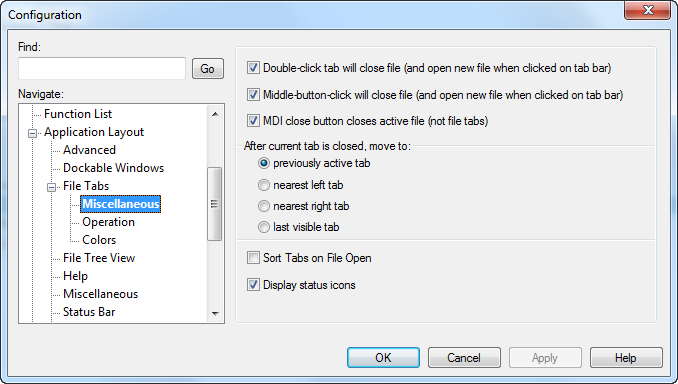 Configuration
Find:
Go
Navigate:
Function List
Application Layout
Advanced
Dockable Windows
File Tabs
Miscellaneous
Operation
Colors
File Tree View
Help
Miscellaneous
Status Bar
Double-click tab will close file (and open new file when clicked on tab bar)
Middle-button-click will close file (and open new file when clicked on tab bar)
MDI close button closes active file (not file tabs)
After current tab is closed, move to:
previously active tab
nearest left tab
nearest right tab
last visible tab
Sort Tabs on File Open
Display status icons
OK
Cancel
Apply
Help